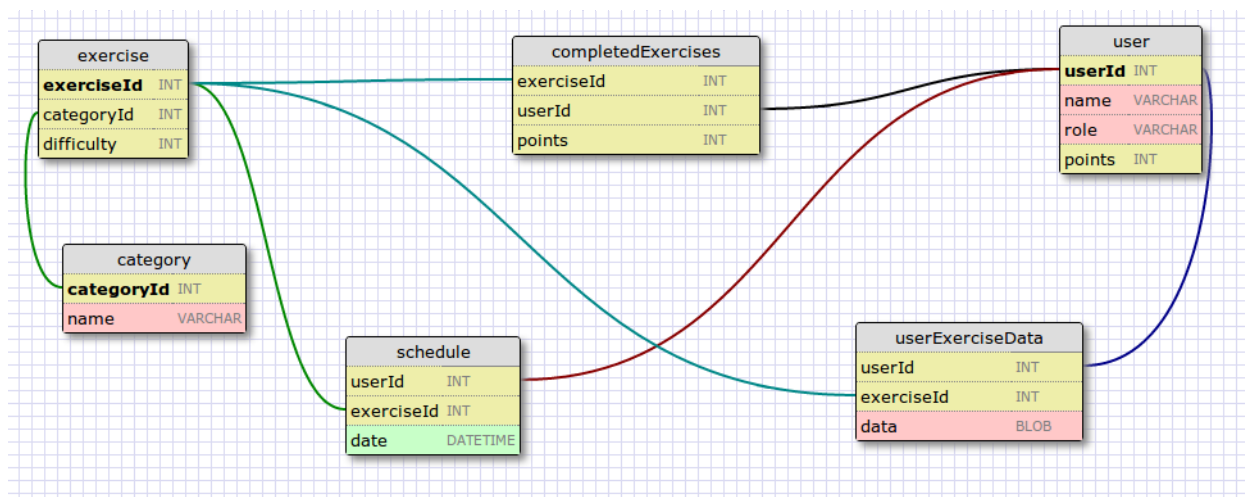 exercise
exerciseId INT
categoryId INT
difficulty INT
completedExercises
exerciseId INT
userId INT
points INT
user
userId INT
name VARCHAR
role VARCHAR
points INT
category
categoryId INT
name VARCHAR
schedule
userId INT
exerciseId INT
date DATETIME
userExerciseData
userId INT
exerciseId INT
data BLOB